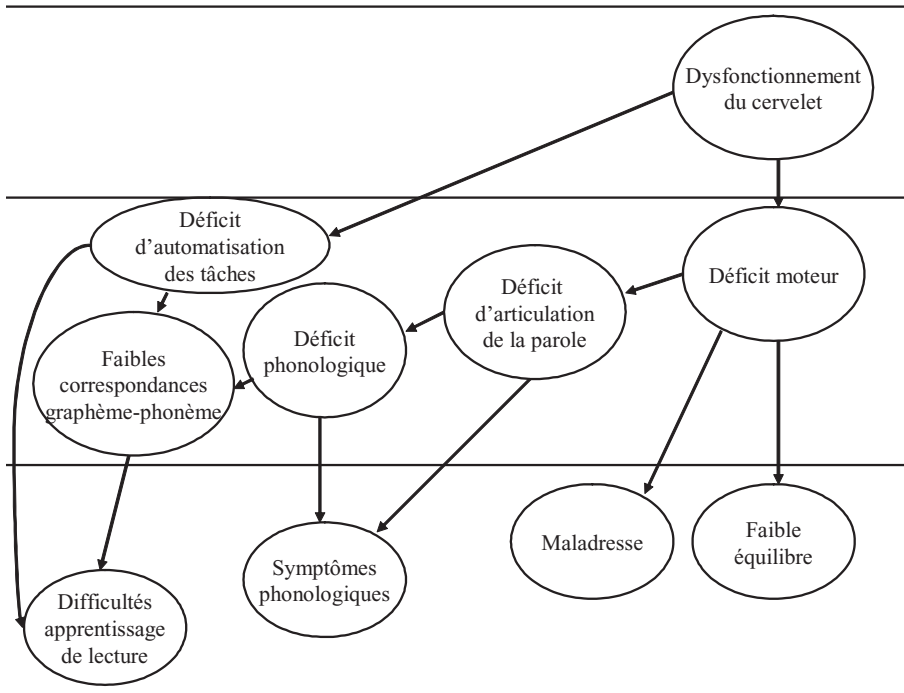 Dysfonctionnement
du cervelet
Déficit
d’automatisation
des tâches
Déficit moteur
Déficit
d’articulation
de la parole
Déficit
phonologique
Faibles
correspondances
graphème-phonème
Maladresse
Faible
équilibre
Symptômes
phonologiques
Difficultés
apprentissage
de lecture